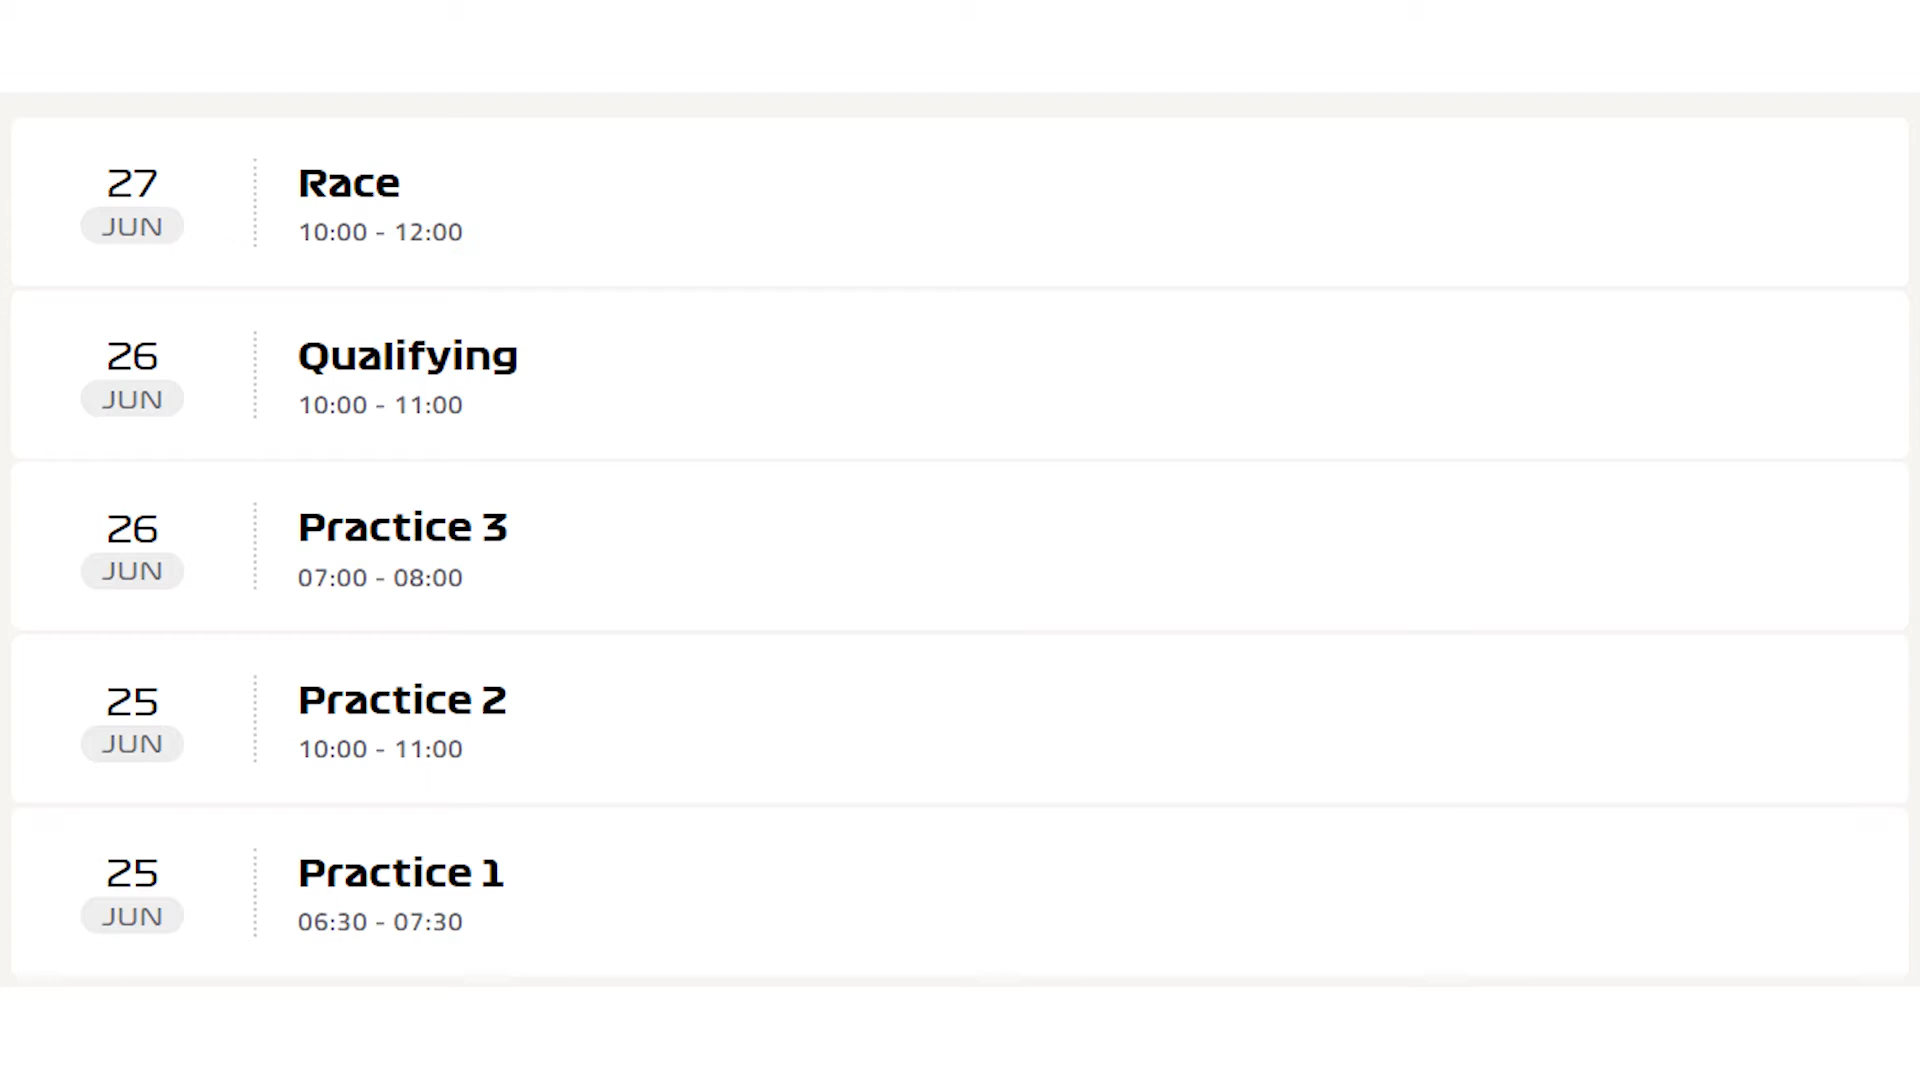 27
JUN
Race
10:00 - 12:00
26
JUN
Qualifying
10:00 - 11:00
26
JUN
Practice 3
07:00 - 08:00
25
JUN
Practice 2
10:00 - 11:00
25
JUN
Practice 1
06:30 - 07:30